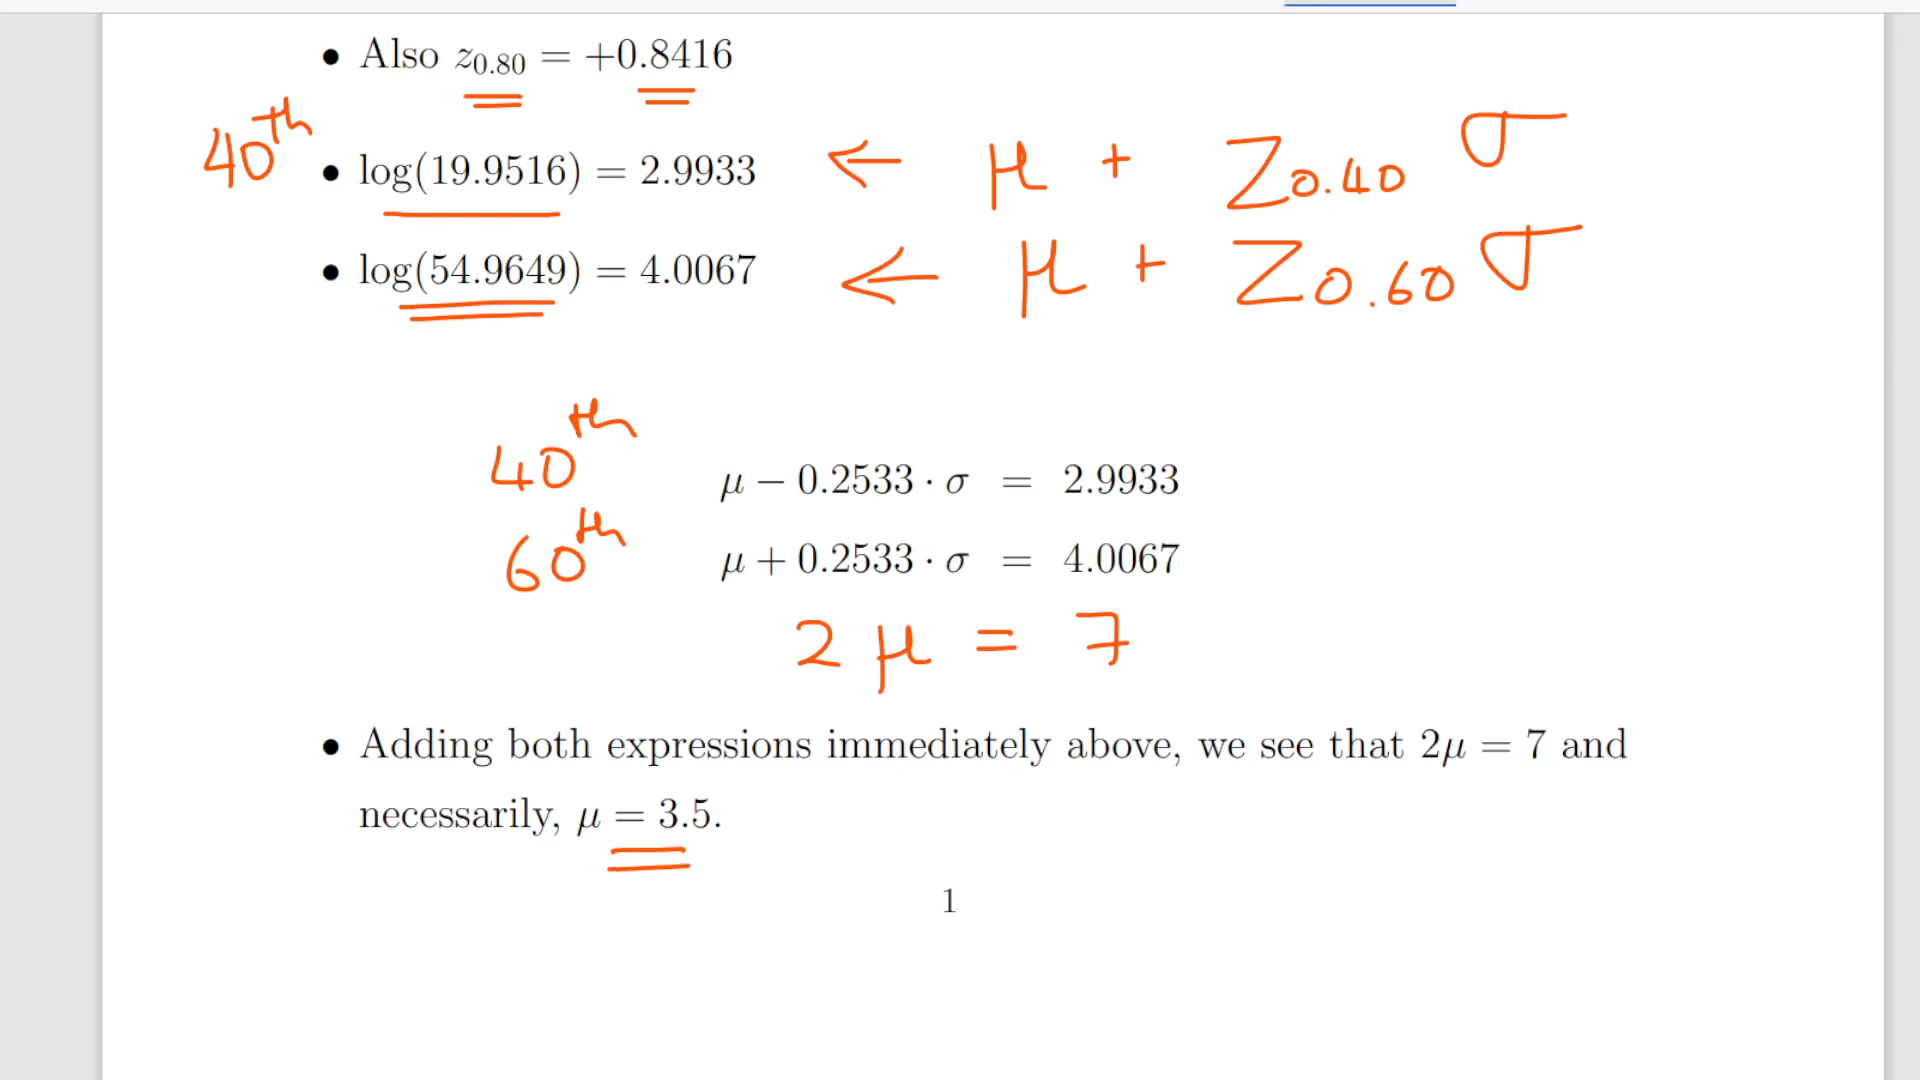 • Also z0.80 = +0.8416
40th • log(19.9516) = 2.9933 ← μ + Z0.40 σ
• log(54.9649) = 4.0067 ← μ + Z0.60 σ
40th μ − 0.2533 · σ = 2.9933
60th μ + 0.2533 · σ = 4.0067
2 μ = 7
• Adding both expressions immediately above, we see that 2μ = 7 and
necessarily, μ = 3.5.
1